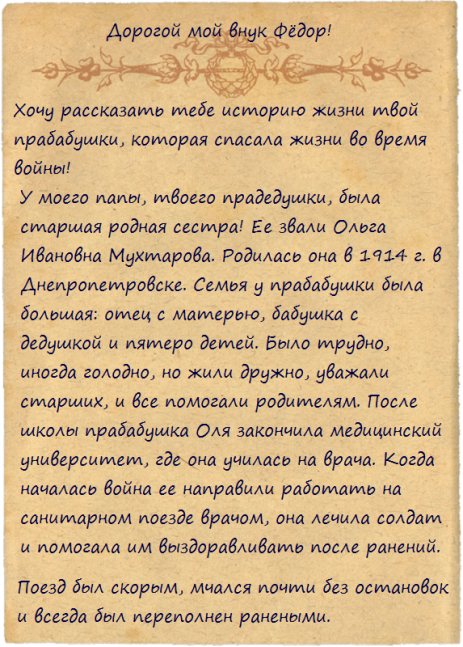 Дорогой мой внук Фёдор!
Хочу рассказать тебе историю жизни твой
прабабушки, которая спасала жизни во время
войны!
У моего папы, твоего прадедушки, была
старшая родная сестра! Ее звали Ольга
Ивановна Мухтарова. Родилась она в 1914 г. в
Днепропетровске. Семья у прабабушки была
большая: отец с матерью, бабушка с
дедушкой и пятеро детей. Было трудно,
иногда голодно, но жили дружно, уважали
старших, и все помогали родителям. После
школы прабабушка Оля закончила медицинский
университет, где она училась на врача. Когда
началась война ее направили работать на
санитарном поезде врачом, она лечила солдат
и помогала им выздоравливать после ранений.
Поезд был скорым, мчался почти без остановок
и всегда был переполнен ранеными.